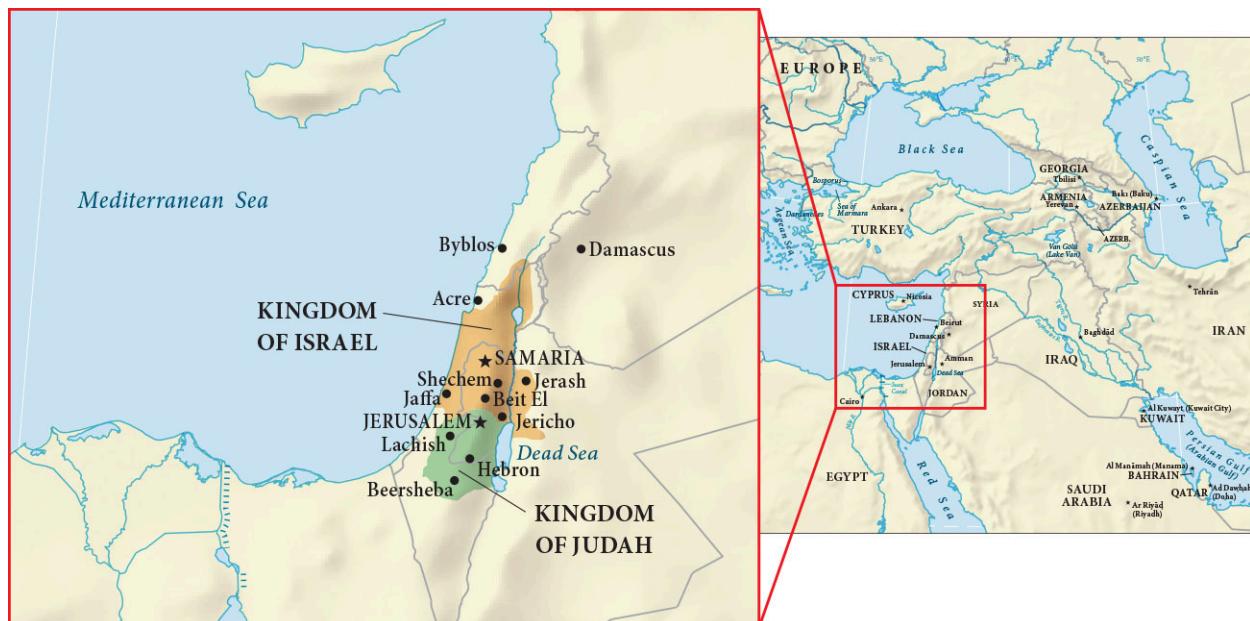 Mediterranean Sea
Byblos
Damascus
Acre
KINGDOM
OF ISRAEL
SAMARIA
Shechem
Jerash
Jaffa
Beit El
JERUSALEM
Jericho
Lachish
Dead Sea
Hebron
Beersheba
KINGDOM
OF JUDAH
EUROPE
Black Sea
Caspian Sea
GEORGIA
Tbilisi
Bosporus
Sea of
Marmara
Dardanelles
Aegean Sea
Ankara
TURKEY
ARMENIA
Yerevan
Bakı (Baku)
AZERBAIJAN
AZERB.
Van Golu
(Lake Van)
Tehrān
CYPRUS
Nicosia
SYRIA
LEBANON
Beirut
Damascus
ISRAEL
Amman
Jerusalem
Dead Sea
JORDAN
Baghdād
IRAQ
IRAN
Cairo
Suez
Canal
EGYPT
Red Sea
Al Kuwayt (Kuwait City)
KUWAIT
Persian Gulf
(Arabian Gulf)
Al Manāmah (Manama)
BAHRAIN
QATAR
Ad Dawḥah
(Doha)
SAUDI
ARABIA
Ar Riyāḍ
(Riyadh)